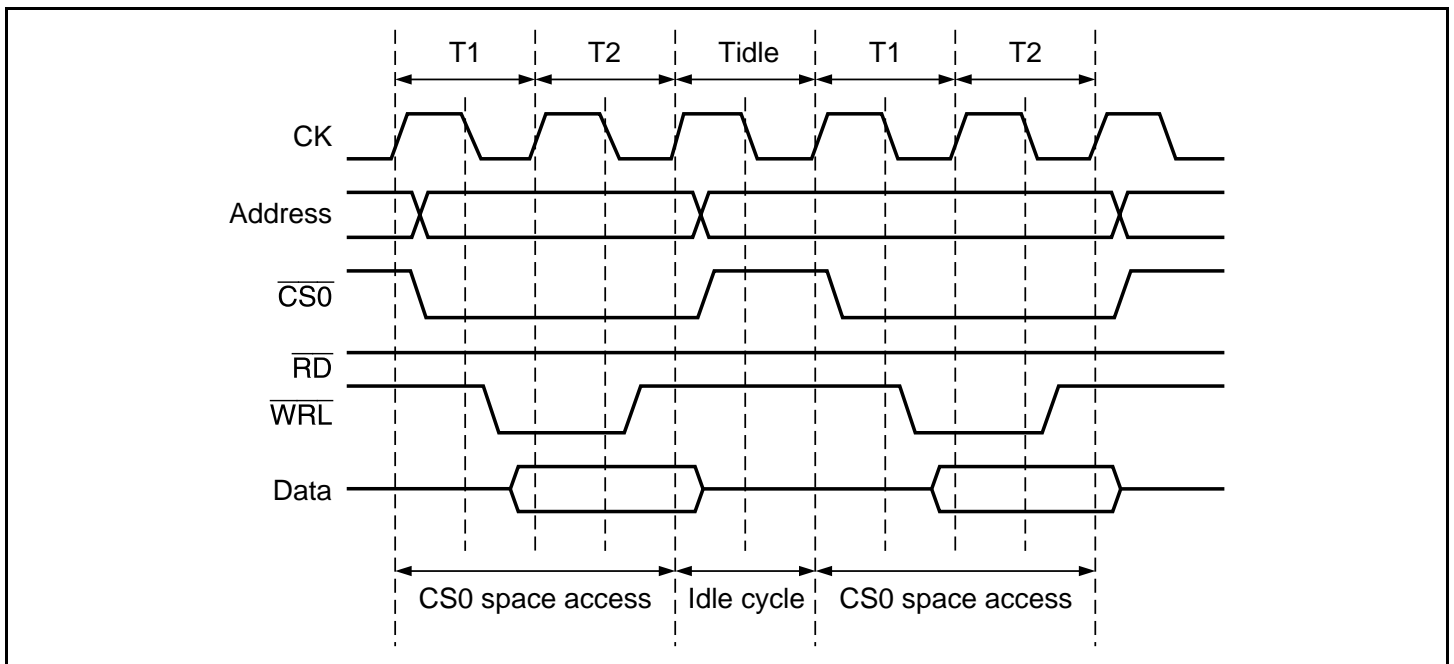 T1 T2 Tidle T1 T2
CK
Address
CS0
RD
WRL
Data
CS0 space access Idle cycle CS0 space access